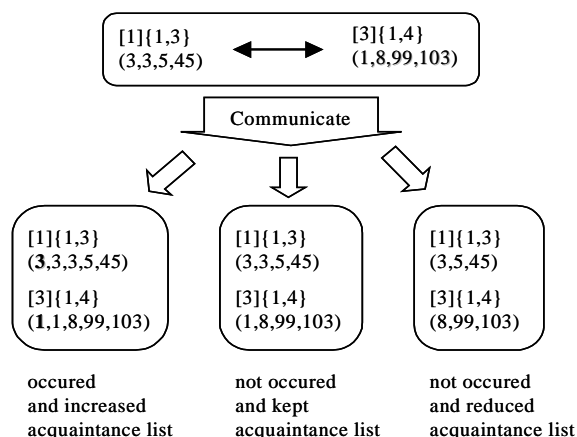 [1]{1,3}
(3,3,5,45)
[3]{1,4}
(1,8,99,103)
Communicate
[1]{1,3}
(3,3,3,5,45)
[3]{1,4}
(1,1,8,99,103)
occured
and increased
acquaintance list
[1]{1,3}
(3,3,5,45)
[3]{1,4}
(1,8,99,103)
not occured
and kept
acquaintance list
[1]{1,3}
(3,5,45)
[3]{1,4}
(8,99,103)
not occured
and reduced
acquaintance list